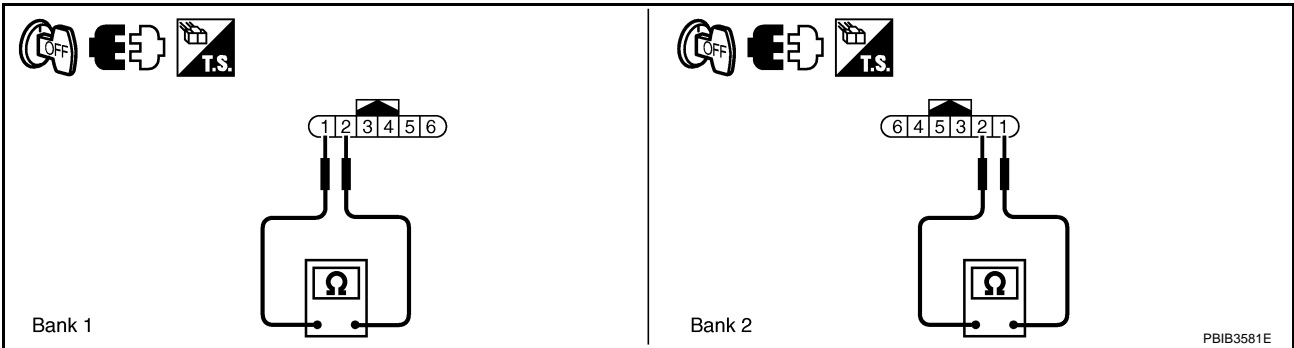 OFF T.S.
1 2 3 4 5 6
Ω
Bank 1
OFF T.S.
6 4 5 3 2 1
Ω
Bank 2
PBIB3581E